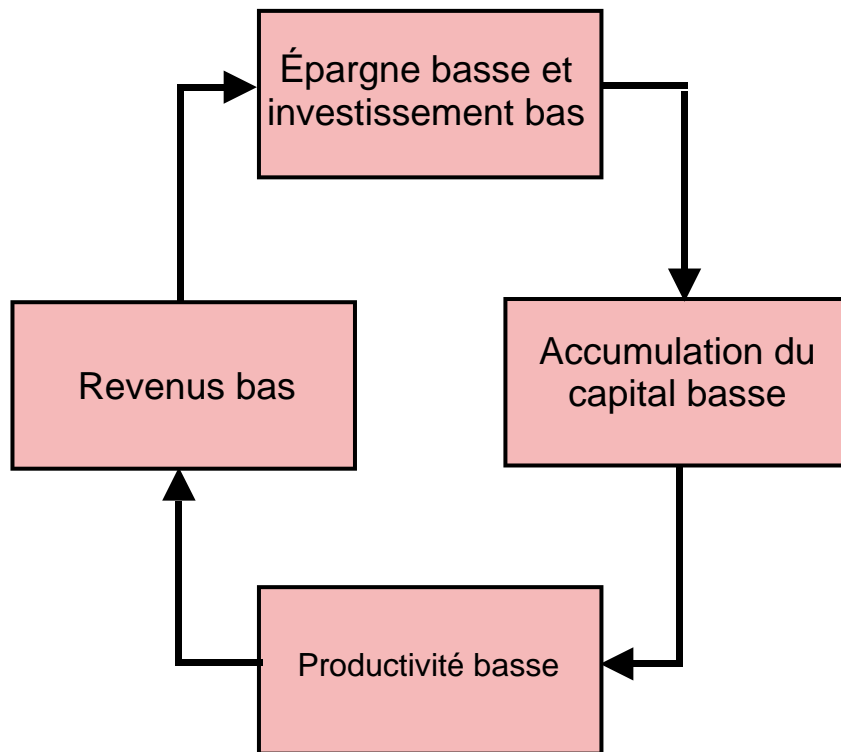 Épargne basse et
investissement bas
Accumulation du
capital basse
Productivité basse
Revenus bas